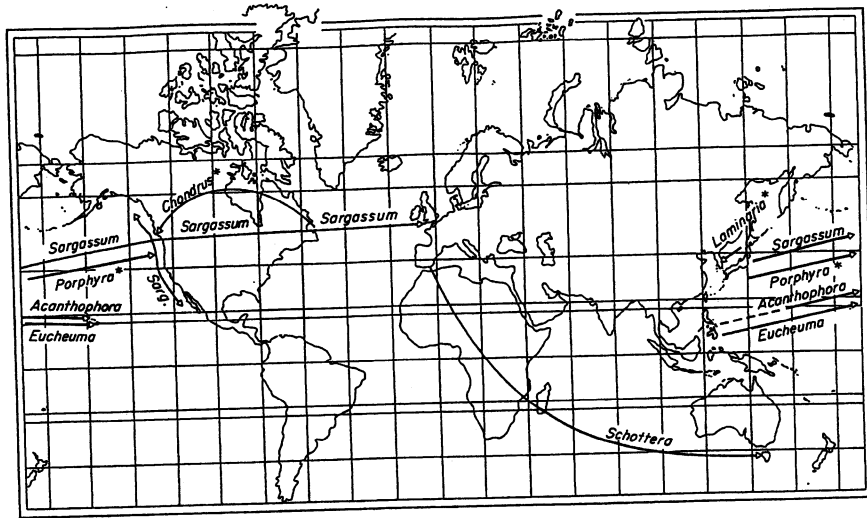 Chondrus*
Sargassum
Sargassum
Sargassum
Porphyra*
Sarg.
Acanthophora
Eucheuma
Laminaria*
Sargassum
Porphyra*
Acanthophora
Eucheuma
Schottera